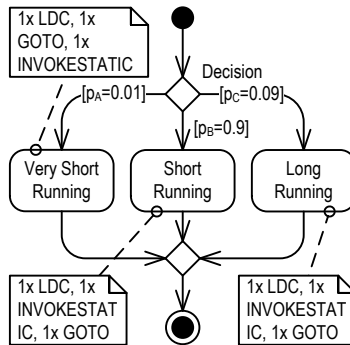 1x LDC, 1x
GOTO, 1x
INVOKESTATIC
Decision
[pA=0.01]
[pC=0.09]
[pB=0.9]
Very Short
Running
Short
Running
Long
Running
1x LDC, 1x
INVOKESTAT
IC, 1x GOTO
1x LDC, 1x
INVOKESTAT
IC, 1x GOTO